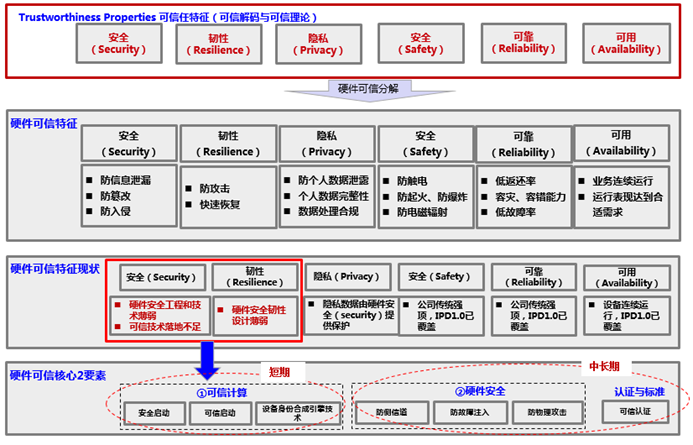 Trustworthiness Properties 可信任特征（可信解码与可信理论）
安全
（Security）
韧性
（Resilience）
隐私
（Privacy）
安全
（Safety）
可靠
（Reliability）
可用
（Availability）
硬件可信分解
硬件可信特征
安全
（Security）
韧性
（Resilience）
隐私
（Privacy）
安全
（Safety）
可靠
（Reliability）
可用
（Availability）
• 防信息泄漏
• 防篡改
• 防入侵
• 防攻击
• 快速恢复
• 防个人数据泄露
• 个人数据完整性
• 数据处理合规
• 防触电
• 防起火、防爆炸
• 防电磁辐射
• 低返还率
• 容灾、容错能力
• 低故障率
• 业务连续运行
• 运行表现达到合
适需求
硬件可信特征现状
安全（Security）
韧性
（Resilience）
隐私（Privacy）
安全（Safety）
可靠
（Reliability）
可用
（Availability）
• 硬件安全工程和技
术薄弱
• 可信技术落地不足
• 硬件安全韧性
设计薄弱
• 隐私数据由硬件安
全（security）提
供保护
• 公司传统强
项，IPD1.0已
覆盖
• 公司传统强
项，IPD1.0已
覆盖
• 设备连续运
行，IPD1.0已
覆盖
硬件可信核心2要素
短期
①可信计算
安全启动
可信启动
设备身份合成引擎技
术
中长期
②硬件安全
防侧信道
防故障注入
防物理攻击
认证与标准
可信认证